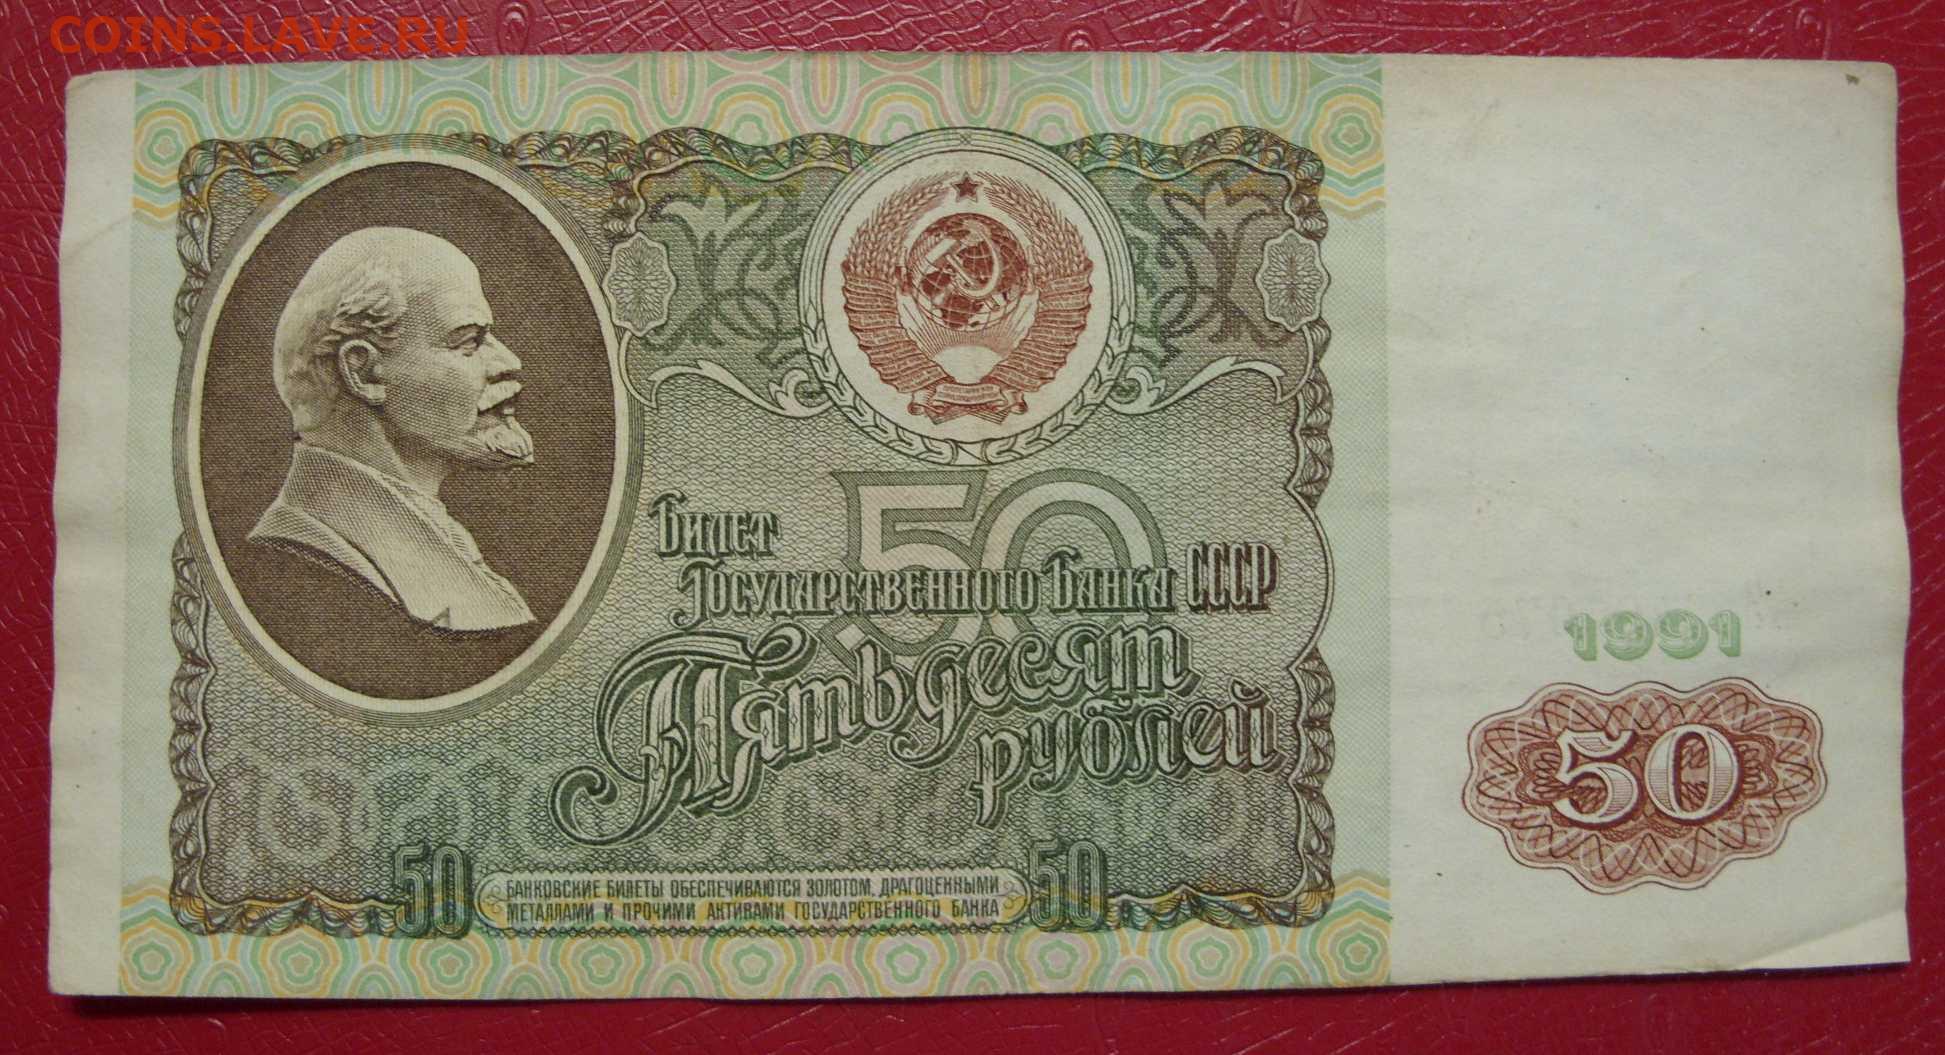 COINS.LAVE.RU
Билет
Государственного Банка СССР
50
Пятьдесят
рублей
1991
50
50
БАНКОВСКИЕ БИЛЕТЫ ОБЕСПЕЧИВАЮТСЯ ЗОЛОТОМ, ДРАГОЦЕННЫМИ
МЕТАЛЛАМИ И ПРОЧИМИ АКТИВАМИ ГОСУДАРСТВЕННОГО БАНКА
50